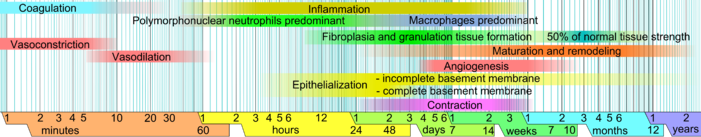 Coagulation Inflammation
Polymorphonuclear neutrophils predominant Macrophages predominant
Fibroplasia and granulation tissue formation 50% of normal tissue strength
Vasoconstriction Maturation and remodeling
Vasodilation
Angiogenesis
Epithelialization - incomplete basement membrane
- complete basement membrane
Contraction
1 2 3 4 5 10 20 30 1 2 3 4 5 6 12 1 2 3 4 5 6 1 2 3 1 2 3 4 5 6 1 2
minutes 60 hours 24 48 days 7 14 weeks 7 10 months 12 years